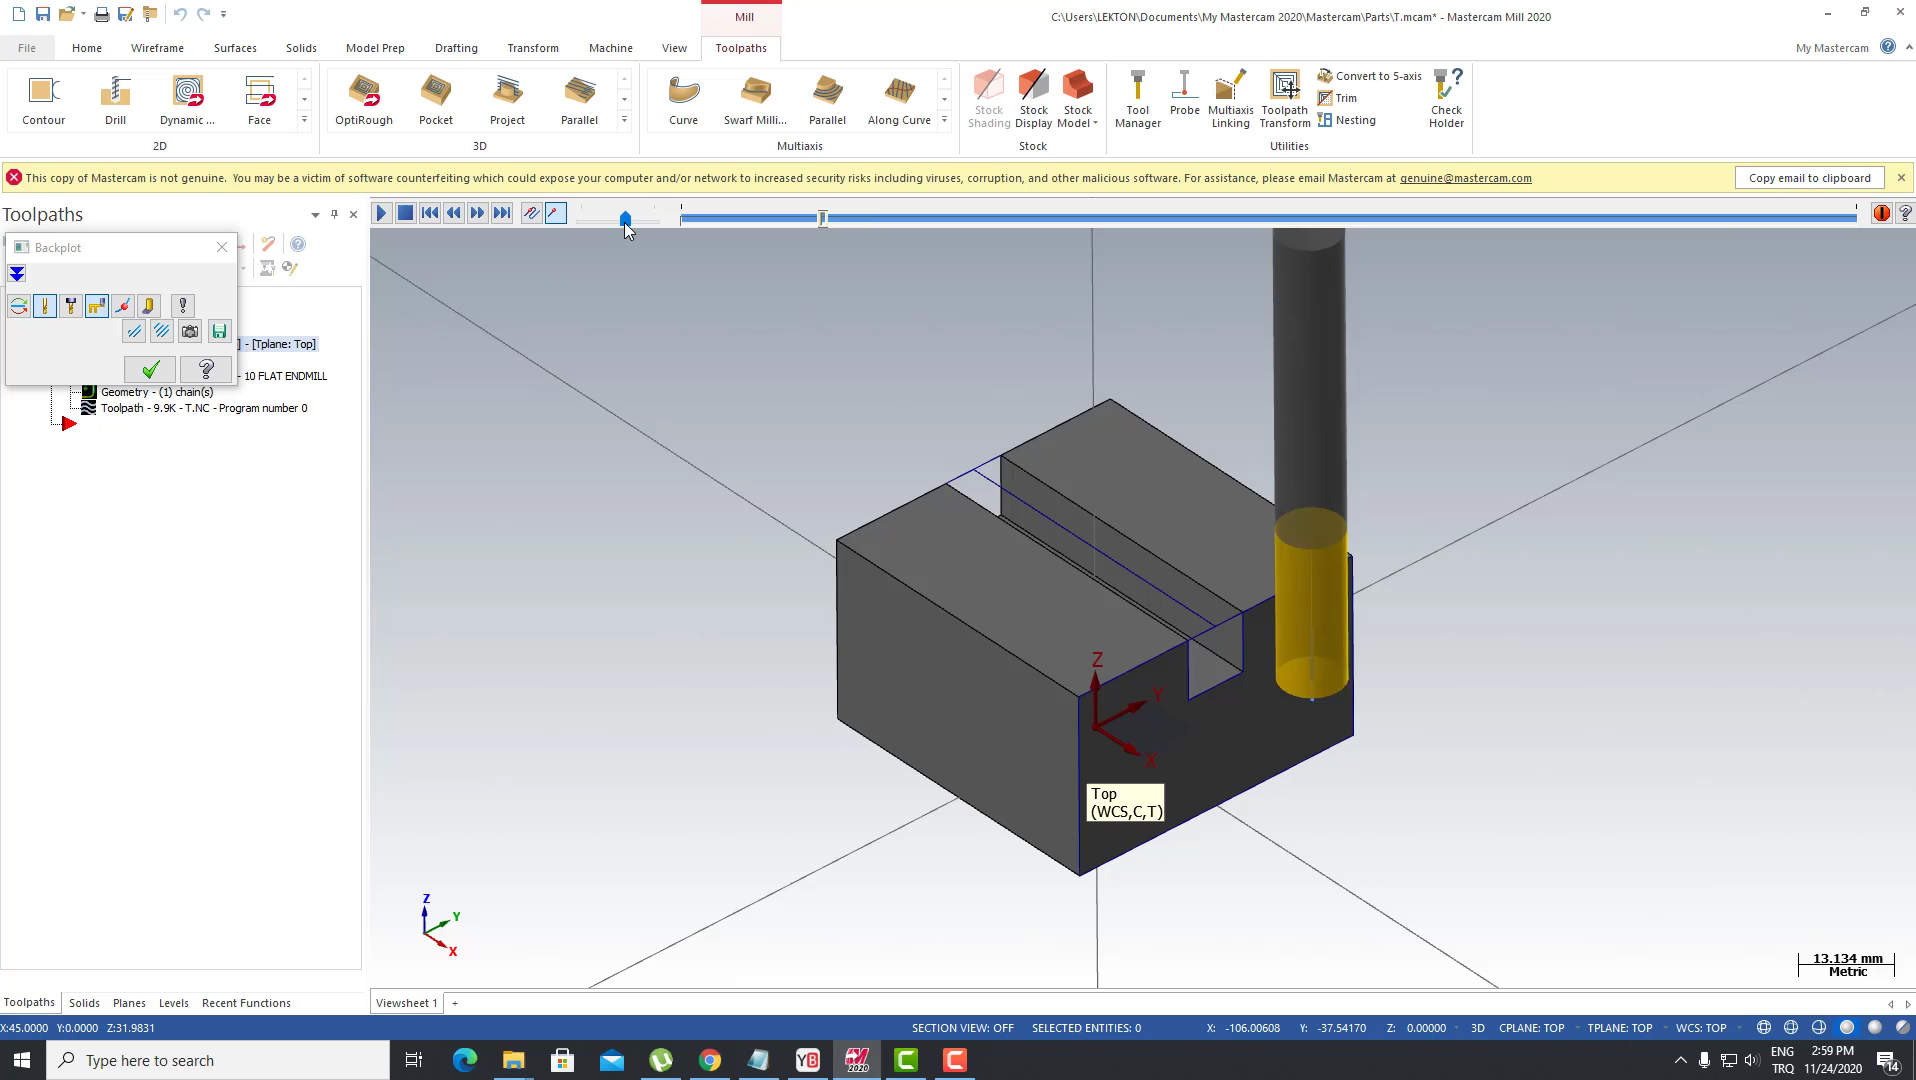 Mill
C:\Users\LEKTON\Documents\My Mastercam 2020\Mastercam\Parts\T.mcam* - Mastercam Mill 2020
File
Home
Wireframe
Surfaces
Solids
Model Prep
Drafting
Transform
Machine
View
Toolpaths
My Mastercam
Contour
Drill
Dynamic ...
Face
OptiRough
Pocket
Project
Parallel
Curve
Swarf Milli...
Parallel
Along Curve
Stock Shading
Stock Display
Stock Model
Tool Manager
Probe
Multiaxis Linking
Toolpath Transform
Convert to 5-axis
Trim
Nesting
Check Holder
2D
3D
Multiaxis
Stock
Utilities
This copy of Mastercam is not genuine. You may be a victim of software counterfeiting which could expose your computer and/or network to increased security risks including viruses, corruption, and other malicious software. For assistance, please email Mastercam at genuine@mastercam.com
Copy email to clipboard
Toolpaths
Backplot
] - [Tplane: Top]
- 10 FLAT ENDMILL
Geometry - (1) chain(s)
Toolpath - 9.9K - T.NC - Program number 0
Z
Y
X
Top
(WCS,C,T)
Z
Y
X
13.134 mm
Metric
Toolpaths
Solids
Planes
Levels
Recent Functions
Viewsheet 1
+
X:45.0000 Y:0.0000 Z:31.9831
SECTION VIEW: OFF
SELECTED ENTITIES: 0
X: -106.00608
Y: -37.54170
Z: 0.00000
3D
CPLANE: TOP
TPLANE: TOP
WCS: TOP
Type here to search
YB
2020
ENG
TRQ
2:59 PM
11/24/2020
14